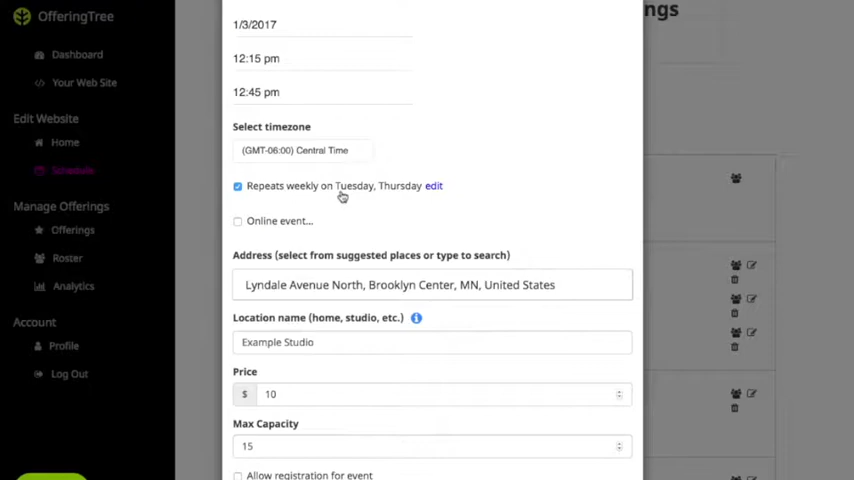 OfferingTree
Dashboard
Your Web Site
Edit Website
Home
Schedule
Manage Offerings
Offerings
Roster
Analytics
Account
Profile
Log Out
1/3/2017
12:15 pm
12:45 pm
Select timezone
(GMT-06:00) Central Time
Repeats weekly on Tuesday, Thursday edit
Online event...
Address (select from suggested places or type to search)
Lyndale Avenue North, Brooklyn Center, MN, United States
Location name (home, studio, etc.)
Example Studio
Price
$ 10
Max Capacity
15
Allow registration for event
ngs